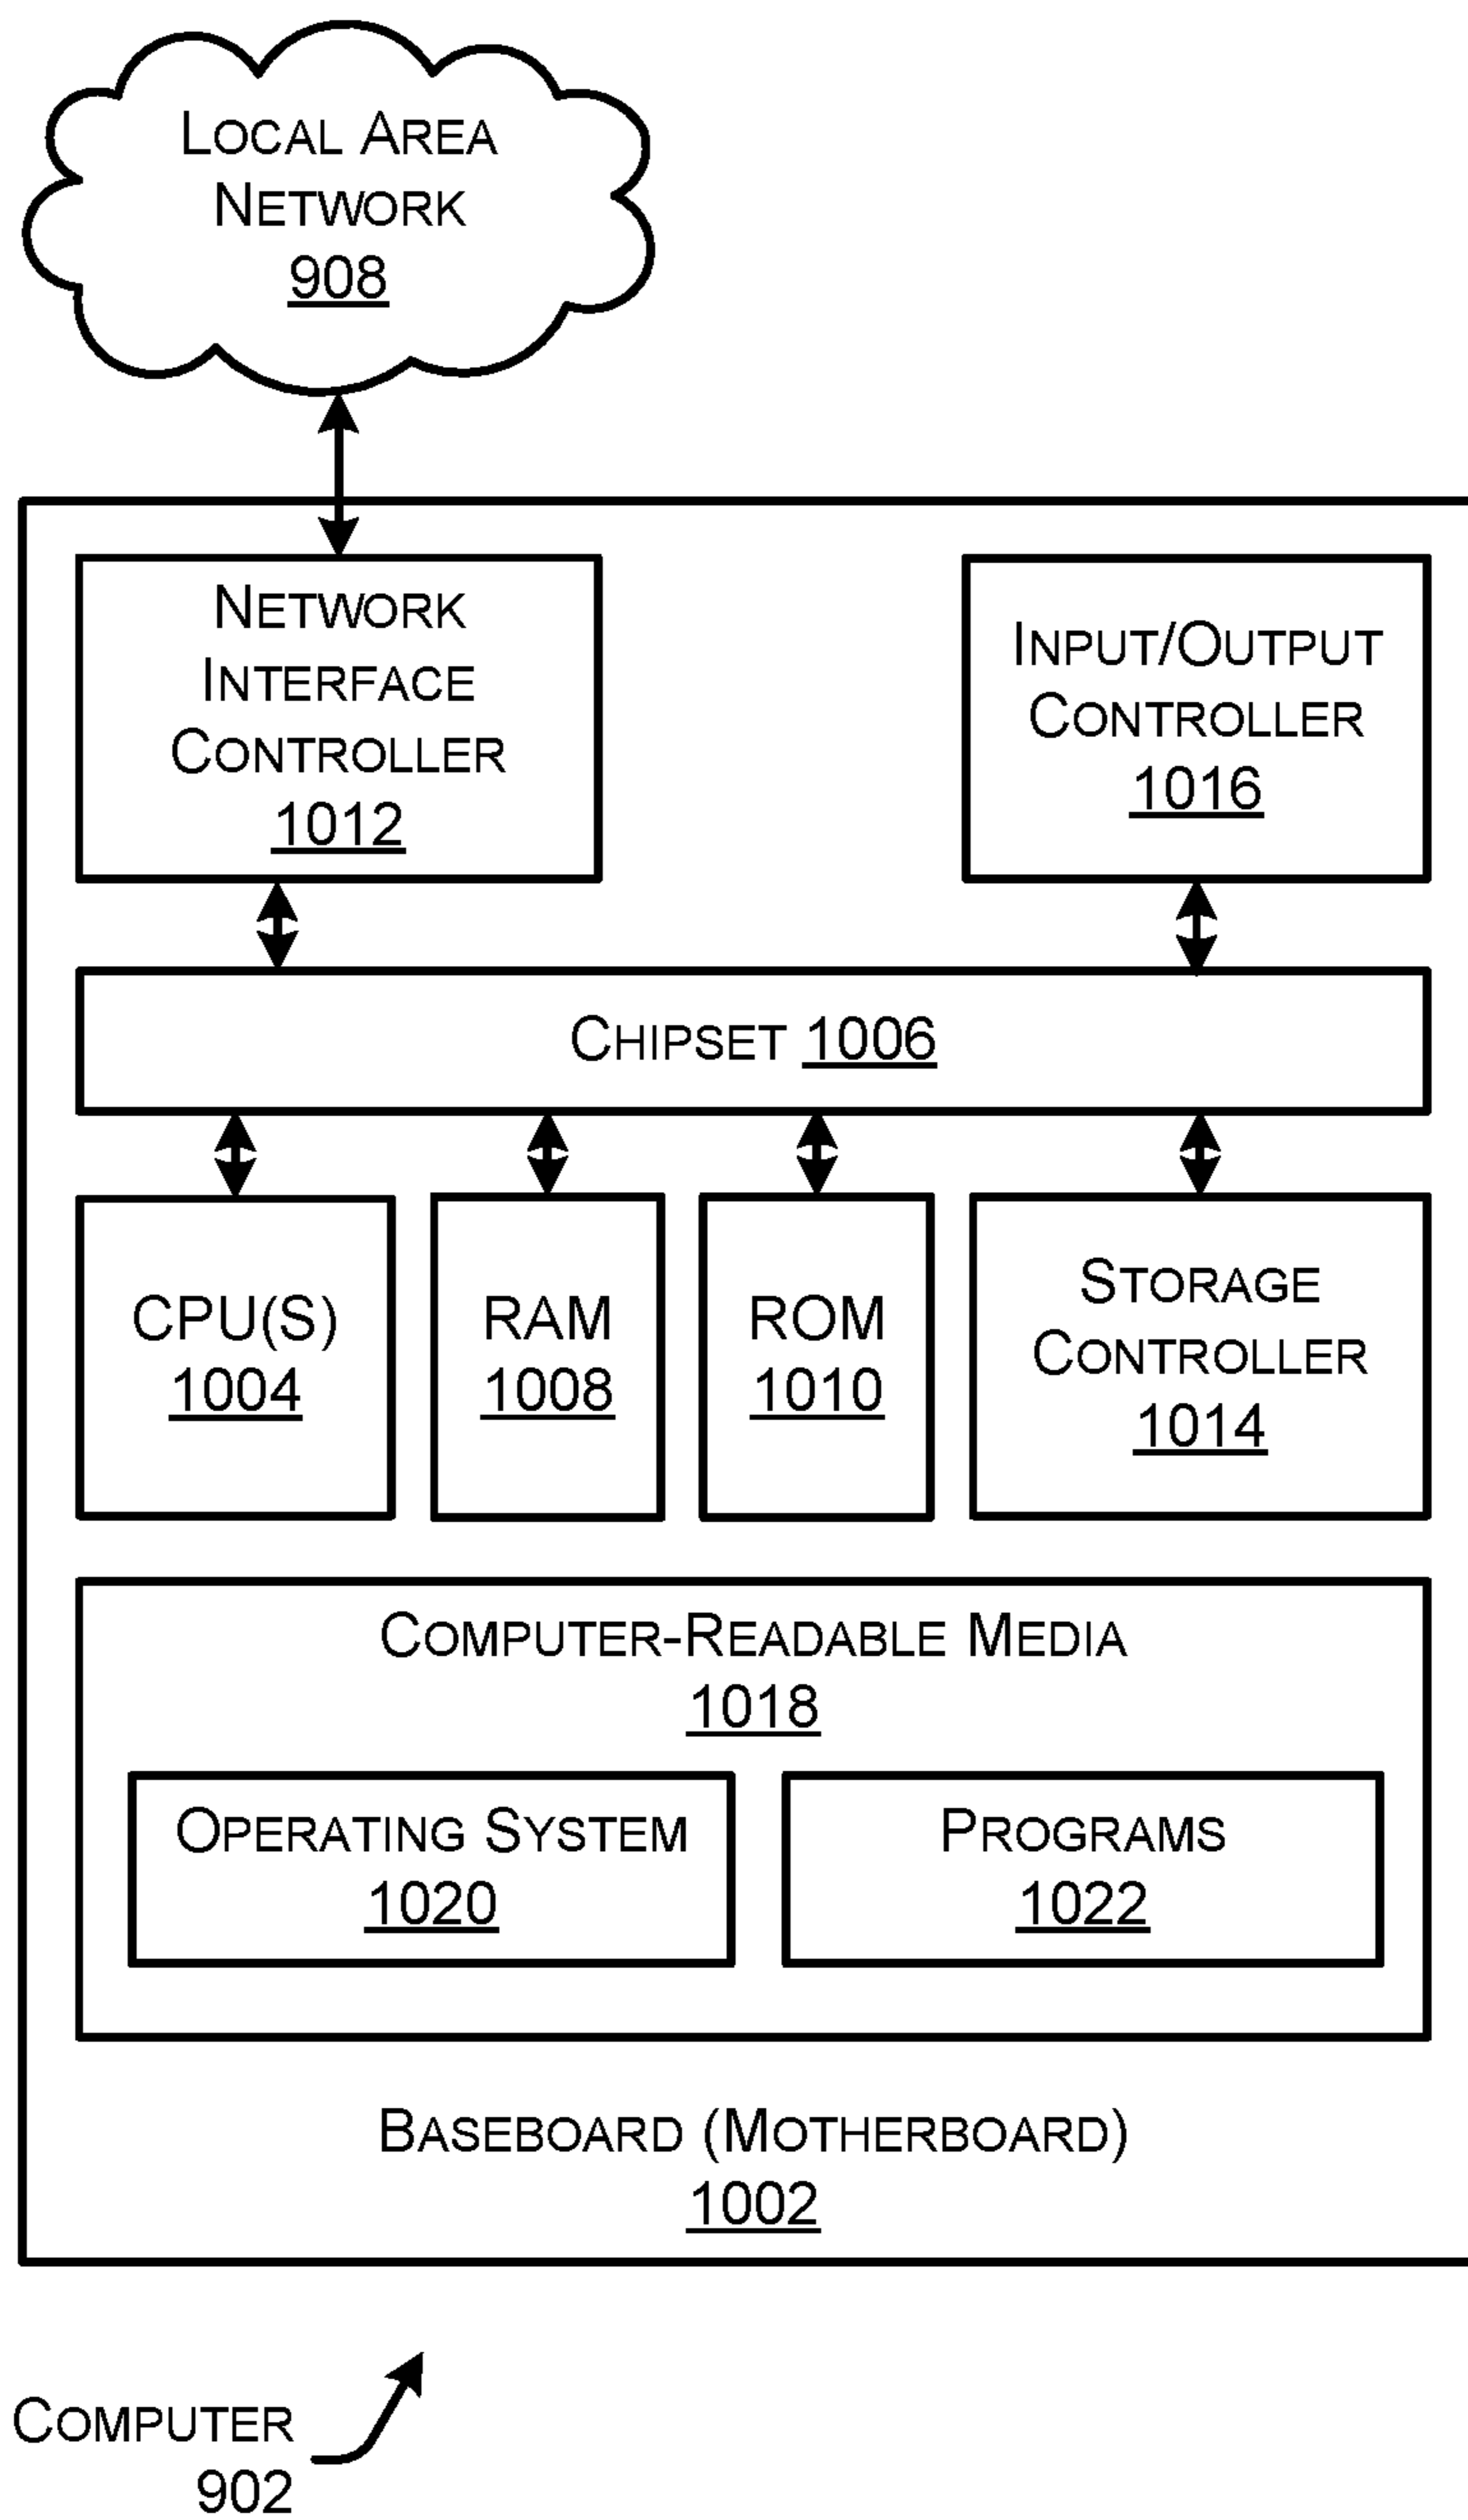 LOCAL AREA
NETWORK
908
NETWORK
INTERFACE
CONTROLLER
1012
INPUT/OUTPUT
CONTROLLER
1016
CHIPSET 1006
CPU(S)
1004
RAM
1008
ROM
1010
STORAGE
CONTROLLER
1014
COMPUTER-READABLE MEDIA
1018
OPERATING SYSTEM
1020
PROGRAMS
1022
BASEBOARD (MOTHERBOARD)
1002
COMPUTER
902